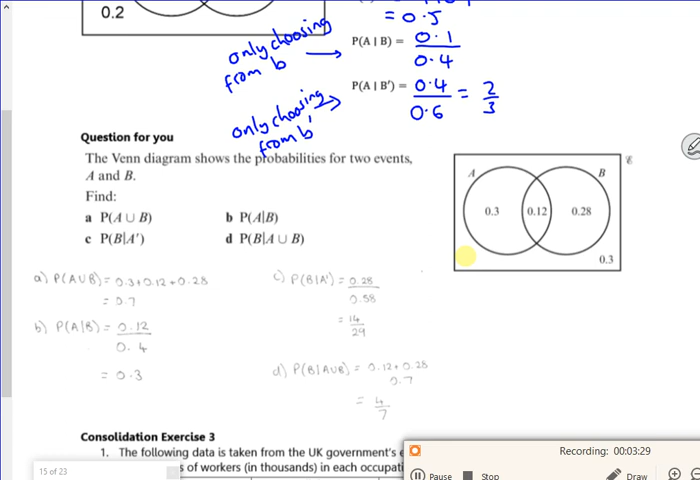 0.2
= 0.5
only choosing from b → P(A | B) = 0.1 / 0.4
only choosing from b' → P(A | B') = 0.4 / 0.6 = 2/3
Question for you
The Venn diagram shows the probabilities for two events,
A and B.
Find:
a P(A ∪ B) b P(A|B)
c P(B|A′) d P(B|A ∪ B)
A B
0.3 0.12 0.28
0.3
a) P(A∪B) = 0.3+0.12+0.28
= 0.7
b) P(A|B) = 0.12 / 0.4
= 0.3
c) P(B|A') = 0.28 / 0.58
= 14/29
d) P(B|A∪B) = 0.12+0.28 / 0.7
= 4/7
Consolidation Exercise 3
1. The following data is taken from the UK government's
s of workers (in thousands) in each occupati
15 of 23
Recording: 00:03:29
Pause Stop Draw